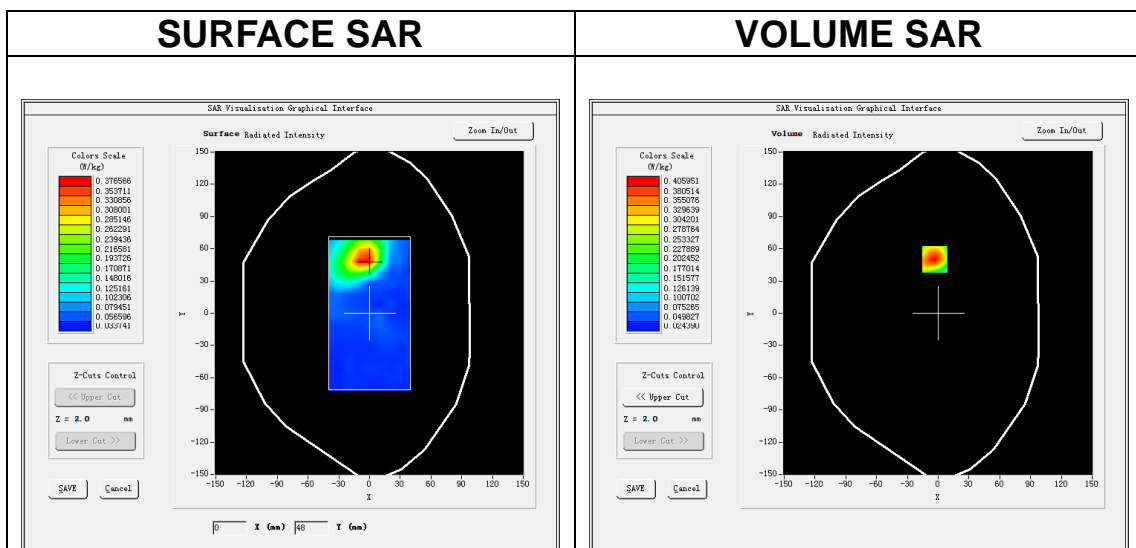 SURFACE SAR
VOLUME SAR
SAR Visualisation Graphical Interface
Surface Radiated Intensity
Zoom In/Out
Colors Scale
(W/kg)
0.376566
0.353711
0.330856
0.308001
0.285146
0.262291
0.239436
0.216581
0.193726
0.170871
0.148016
0.125161
0.102306
0.079451
0.056596
0.033741
150
120
90
60
30
0
-30
-60
-90
-120
-150
Y
-150 -120 -90 -60 -30 0 30 60 90 120 150
X
Z-Cuts Control
<< Upper Cut
Z = 2.0 mm
Lower Cut >>
SAVE Cancel
0 X (mm) 48 Y (mm)
SAR Visualisation Graphical Interface
Volume Radiated Intensity
Zoom In/Out
Colors Scale
(W/kg)
0.405951
0.380514
0.355076
0.329639
0.304201
0.278764
0.253327
0.227889
0.202452
0.177014
0.151577
0.126139
0.100702
0.075265
0.049827
0.024390
150
120
90
60
30
0
-30
-60
-90
-120
-150
Y
-150 -120 -90 -60 -30 0 30 60 90 120 150
X
Z-Cuts Control
<< Upper Cut
Z = 2.0 mm
Lower Cut >>
SAVE Cancel